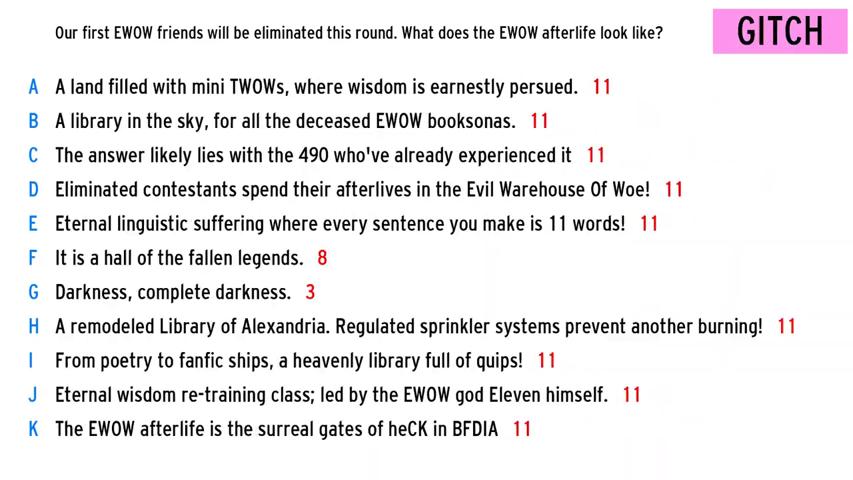 Our first EWOW friends will be eliminated this round. What does the EWOW afterlife look like?
GITCH
A A land filled with mini TWOWs, where wisdom is earnestly persued. 11
B A library in the sky, for all the deceased EWOW booksonas. 11
C The answer likely lies with the 490 who've already experienced it 11
D Eliminated contestants spend their afterlives in the Evil Warehouse Of Woe! 11
E Eternal linguistic suffering where every sentence you make is 11 words! 11
F It is a hall of the fallen legends. 8
G Darkness, complete darkness. 3
H A remodeled Library of Alexandria. Regulated sprinkler systems prevent another burning! 11
I From poetry to fanfic ships, a heavenly library full of quips! 11
J Eternal wisdom re-training class; led by the EWOW god Eleven himself. 11
K The EWOW afterlife is the surreal gates of heCK in BFDIA 11